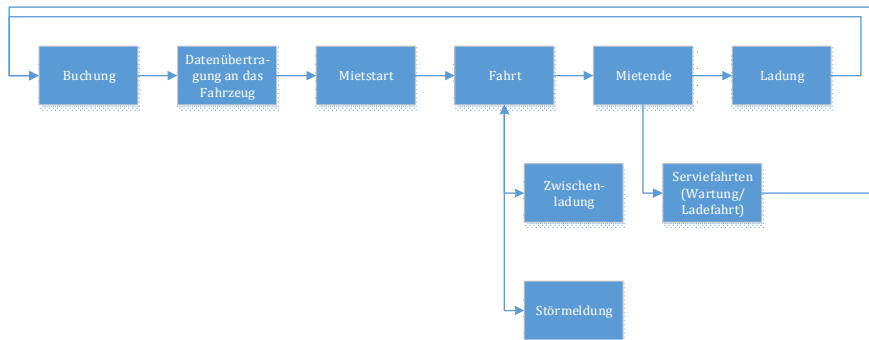 Buchung
Datenübertra-
gung an das
Fahrzeug
Mietstart
Fahrt
Mietende
Ladung
Zwischen-
ladung
Serviefahrten
(Wartung/
Ladefahrt)
Störmeldung